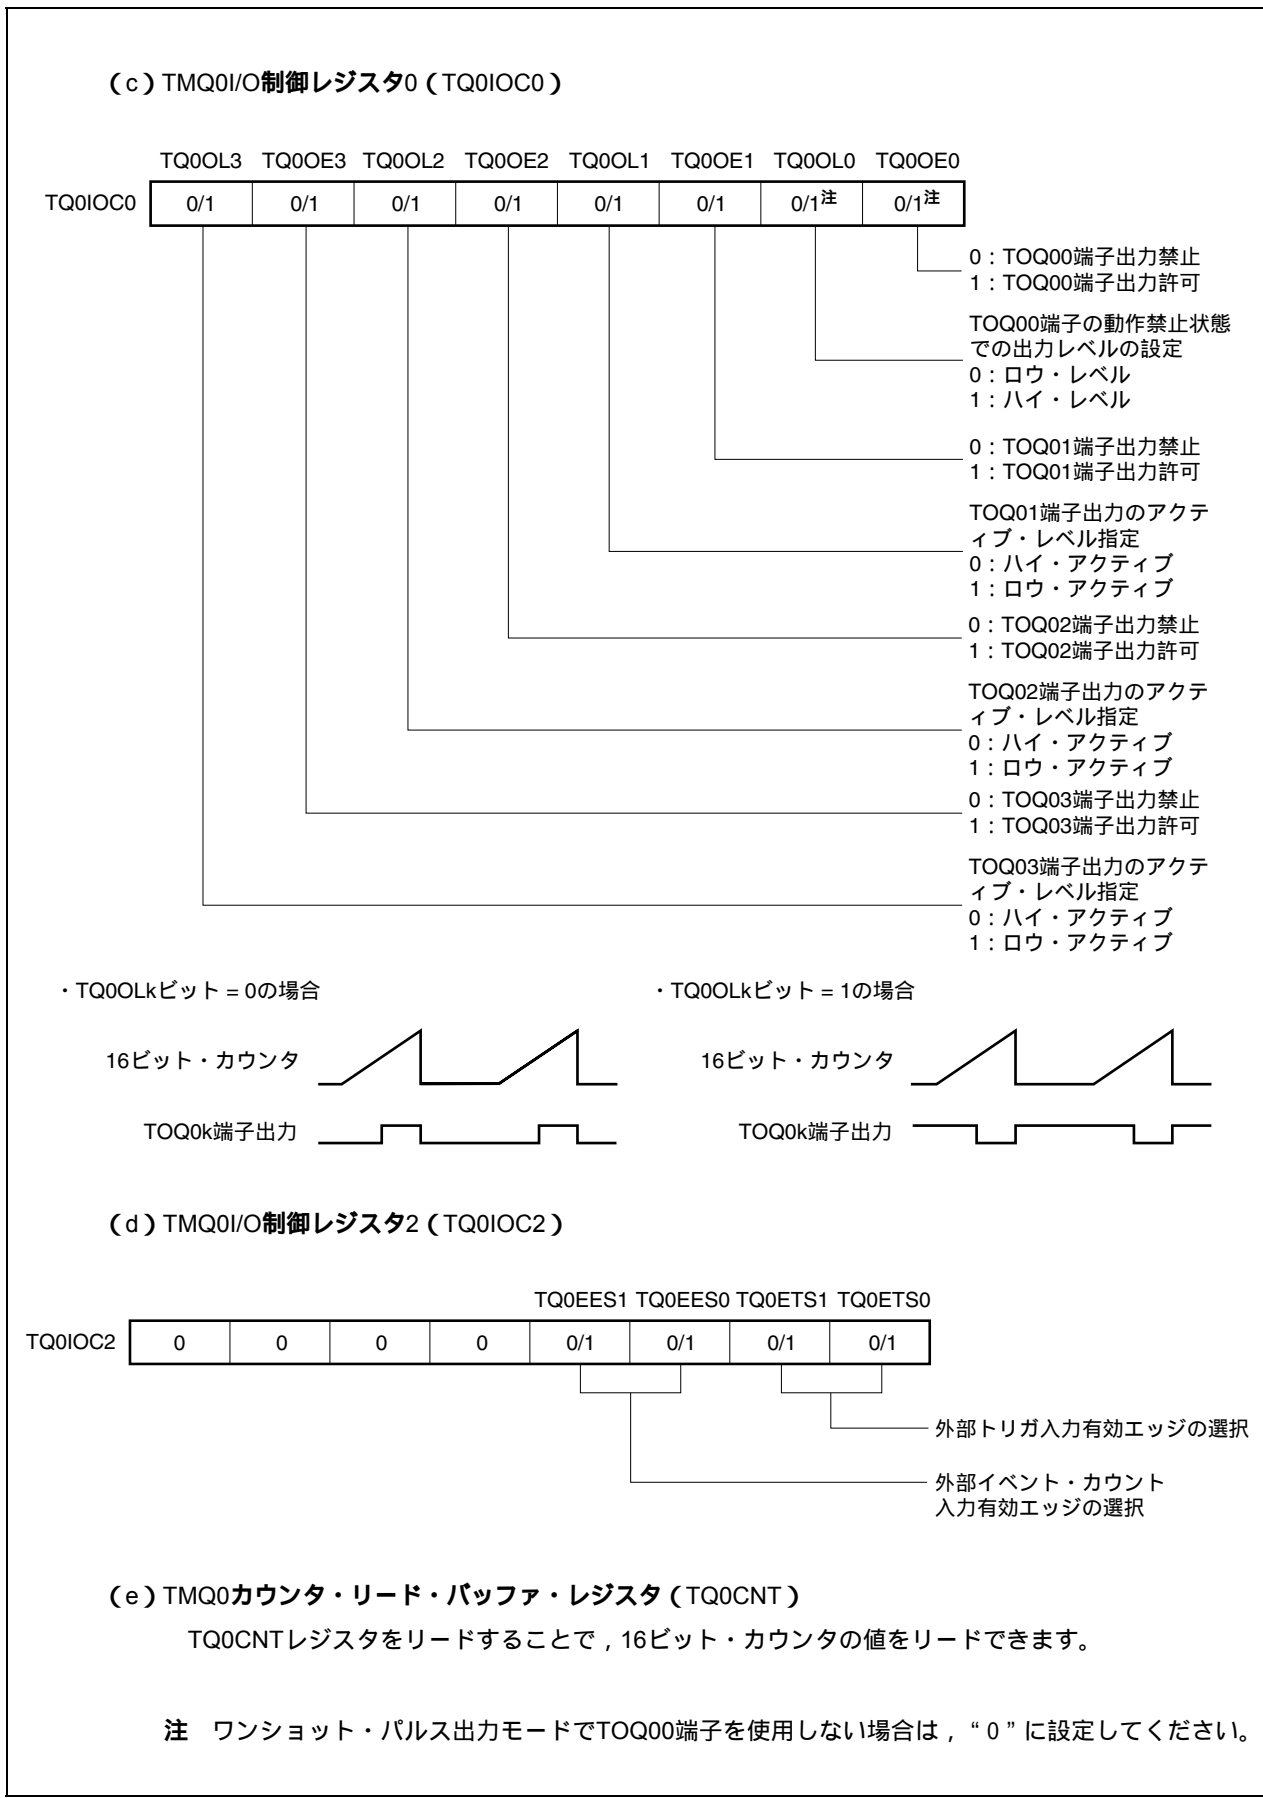 （c）TMQ0I/O制御レジスタ0（TQ0IOC0）
TQ0OL3 TQ0OE3 TQ0OL2 TQ0OE2 TQ0OL1 TQ0OE1 TQ0OL0 TQ0OE0
TQ0IOC0 0/1 0/1 0/1 0/1 0/1 0/1 0/1注 0/1注
0：TOQ00端子出力禁止
1：TOQ00端子出力許可
TOQ00端子の動作禁止状態
での出力レベルの設定
0：ロウ・レベル
1：ハイ・レベル
0：TOQ01端子出力禁止
1：TOQ01端子出力許可
TOQ01端子出力のアクテ
ィブ・レベル指定
0：ハイ・アクティブ
1：ロウ・アクティブ
0：TOQ02端子出力禁止
1：TOQ02端子出力許可
TOQ02端子出力のアクテ
ィブ・レベル指定
0：ハイ・アクティブ
1：ロウ・アクティブ
0：TOQ03端子出力禁止
1：TOQ03端子出力許可
TOQ03端子出力のアクテ
ィブ・レベル指定
0：ハイ・アクティブ
1：ロウ・アクティブ
・TQ0OLkビット = 0の場合
16ビット・カウンタ
TOQ0k端子出力
・TQ0OLkビット = 1の場合
16ビット・カウンタ
TOQ0k端子出力
（d）TMQ0I/O制御レジスタ2（TQ0IOC2）
TQ0EES1 TQ0EES0 TQ0ETS1 TQ0ETS0
TQ0IOC2 0 0 0 0 0/1 0/1 0/1 0/1
外部トリガ入力有効エッジの選択
外部イベント・カウント
入力有効エッジの選択
（e）TMQ0カウンタ・リード・バッファ・レジスタ（TQ0CNT）
TQ0CNTレジスタをリードすることで，16ビット・カウンタの値をリードできます。
注 ワンショット・パルス出力モードでTOQ00端子を使用しない場合は，“0”に設定してください。